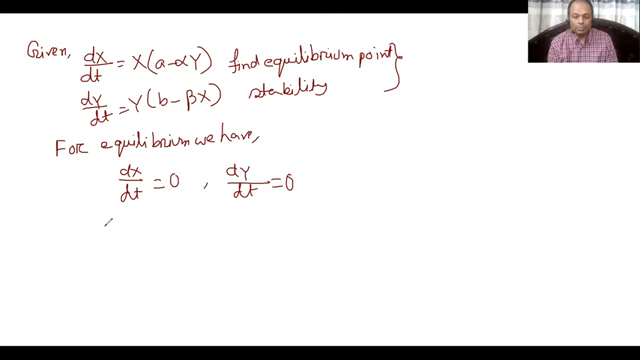 Given, dX/dt = X(a-αY) find equilibrium point
dY/dt = Y(b-βX) stability
For equilibrium we have,
dX/dt = 0 , dY/dt = 0